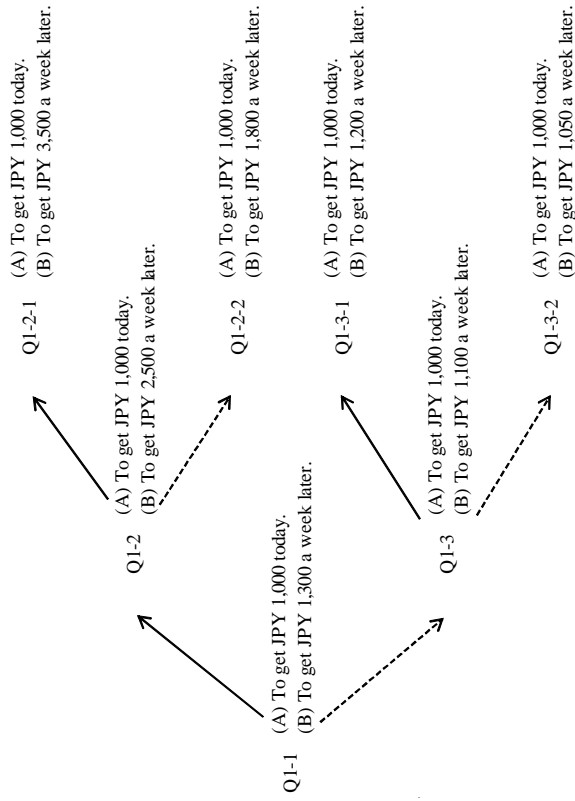 Q1-1
(A) To get JPY 1,000 today.
(B) To get JPY 1,300 a week later.
Q1-2
(A) To get JPY 1,000 today.
(B) To get JPY 2,500 a week later.
Q1-3
(A) To get JPY 1,000 today.
(B) To get JPY 1,100 a week later.
Q1-2-1
(A) To get JPY 1,000 today.
(B) To get JPY 3,500 a week later.
Q1-2-2
(A) To get JPY 1,000 today.
(B) To get JPY 1,800 a week later.
Q1-3-1
(A) To get JPY 1,000 today.
(B) To get JPY 1,200 a week later.
Q1-3-2
(A) To get JPY 1,000 today.
(B) To get JPY 1,050 a week later.